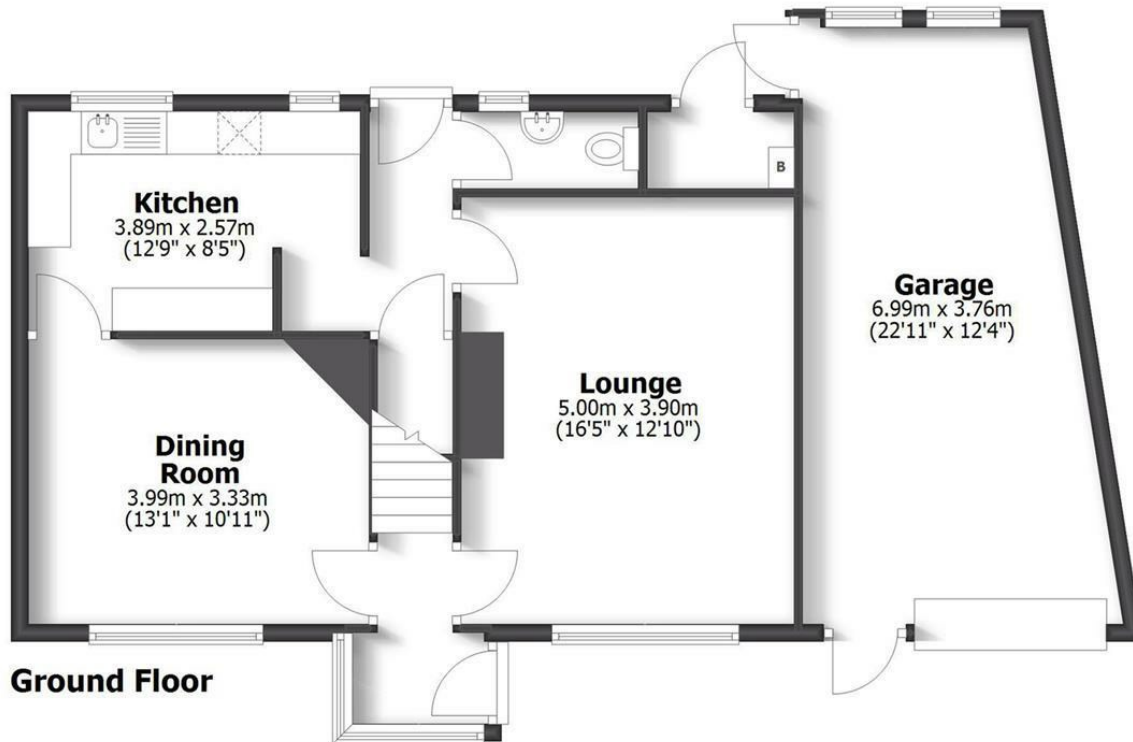 Kitchen
3.89m x 2.57m
(12'9" x 8'5")
B
Garage
6.99m x 3.76m
(22'11" x 12'4")
Lounge
5.00m x 3.90m
(16'5" x 12'10")
Dining
Room
3.99m x 3.33m
(13'1" x 10'11")
Ground Floor